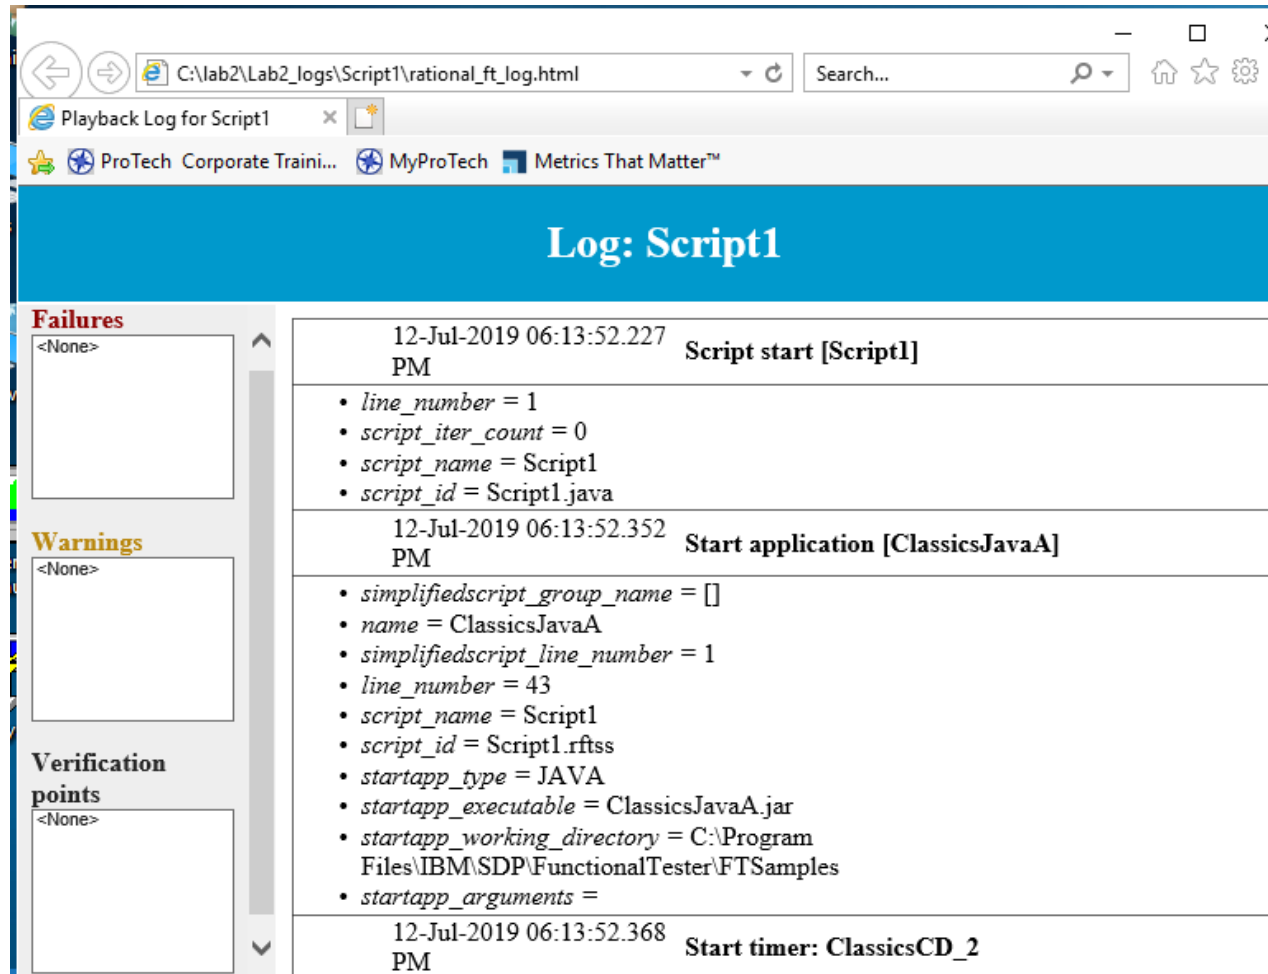 C:\lab2\Lab2_logs\Script1\rational_ft_log.html
Search...
Playback Log for Script1
ProTech Corporate Traini...
MyProTech
Metrics That Matter™
Log: Script1
Failures
<None>
Warnings
<None>
Verification
points
<None>
12-Jul-2019 06:13:52.227
PM
Script start [Script1]
• line_number = 1
• script_iter_count = 0
• script_name = Script1
• script_id = Script1.java
12-Jul-2019 06:13:52.352
PM
Start application [ClassicsJavaA]
• simplifiedscript_group_name = []
• name = ClassicsJavaA
• simplifiedscript_line_number = 1
• line_number = 43
• script_name = Script1
• script_id = Script1.rftss
• startapp_type = JAVA
• startapp_executable = ClassicsJavaA.jar
• startapp_working_directory = C:\Program
Files\IBM\SDP\FunctionalTester\FTSamples
• startapp_arguments =
12-Jul-2019 06:13:52.368
PM
Start timer: ClassicsCD_2